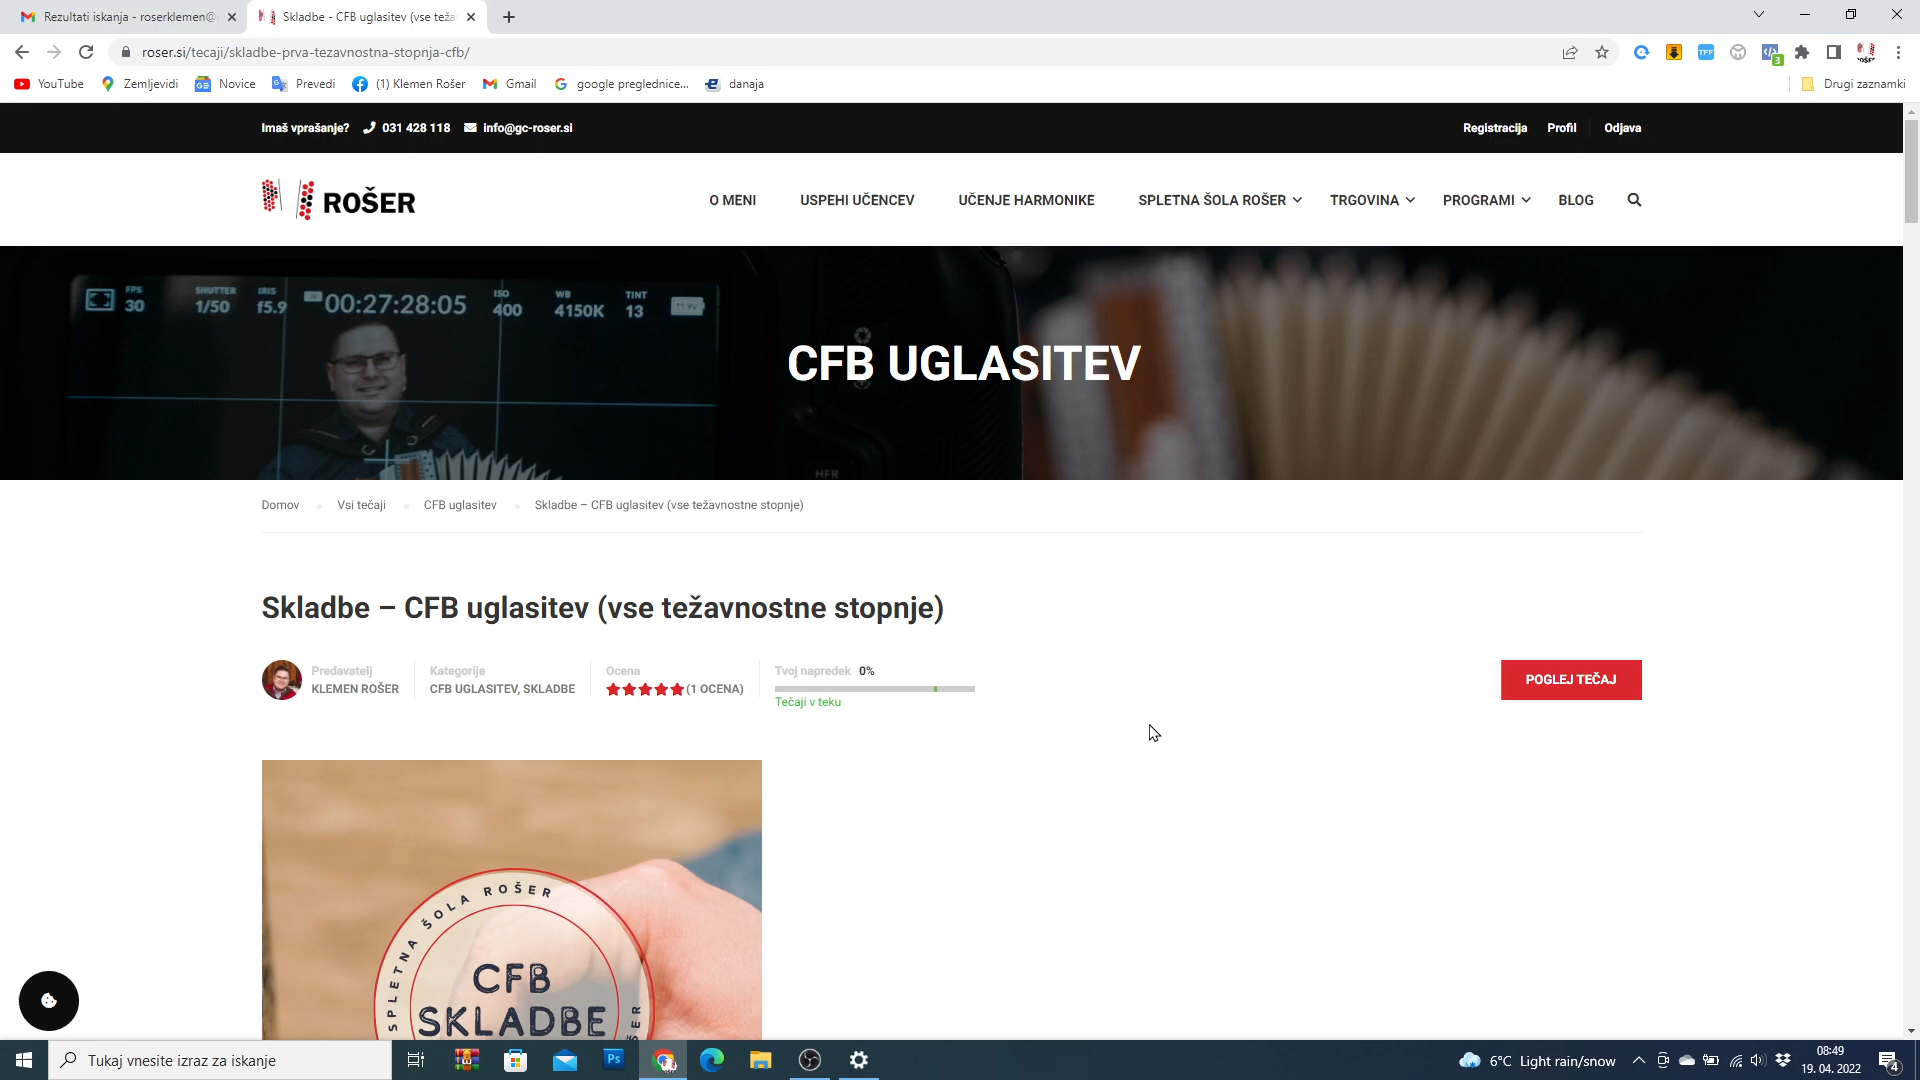 Rezultati iskanja - roserklemen@
Skladbe - CFB uglasitev (vse teža
roser.si/tecaji/skladbe-prva-tezavnostna-stopnja-cfb/
TFF
3
YouTube Zemljevidi Novice Prevedi (1) Klemen Rošer Gmail google preglednice... danaja Drugi zaznamki
Imaš vprašanje? 031 428 118 info@gc-roser.si Registracija Profil Odjava
ROŠER
O MENI USPEHI UČENCEV UČENJE HARMONIKE SPLETNA ŠOLA ROŠER TRGOVINA PROGRAMI BLOG
FPS 30 SHUTTER 1/50 IRIS f5.9 00:27:28:05 ISO 400 WB 4150K TINT 13
CFB UGLASITEV
HFR
Domov Vsi tečaji CFB uglasitev Skladbe – CFB uglasitev (vse težavnostne stopnje)
Skladbe – CFB uglasitev (vse težavnostne stopnje)
Predavatelj
KLEMEN ROŠER
Kategorije
CFB UGLASITEV, SKLADBE
Ocena
(1 OCENA)
Tvoj napredek 0%
Tečaji v teku
POGLEJ TEČAJ
SPLETNA ŠOLA ROŠER
CFB
SKLADBE
Tukaj vnesite izraz za iskanje
Ps
6°C Light rain/snow
08:49
19. 04. 2022
4